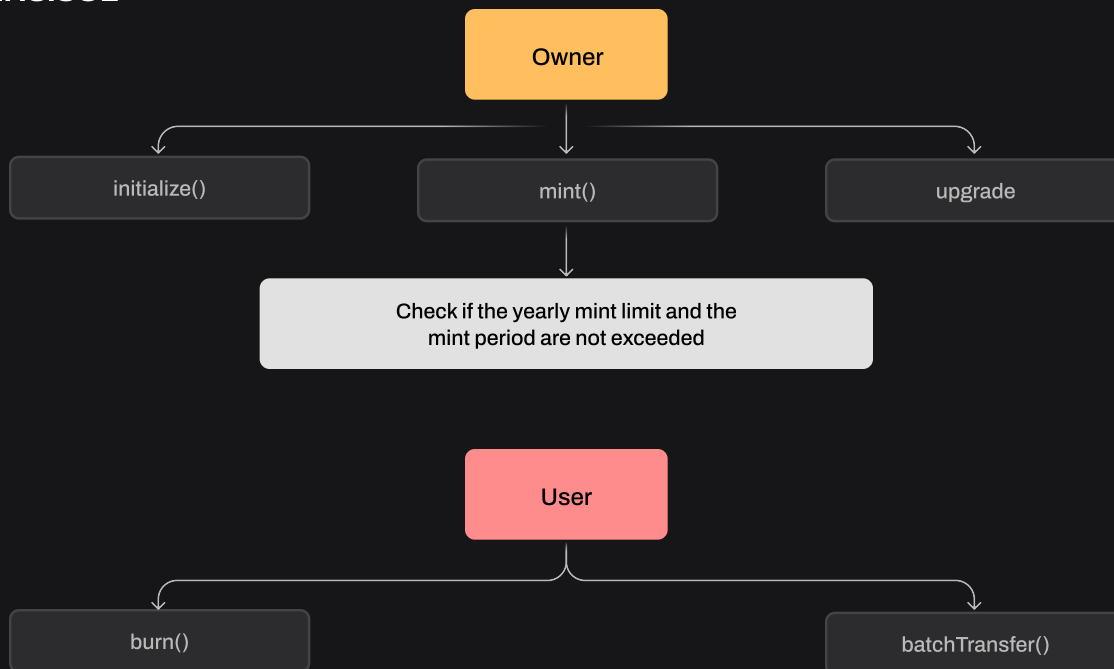 Owner
initialize()
mint()
upgrade
Check if the yearly mint limit and the
mint period are not exceeded
User
burn()
batchTransfer()